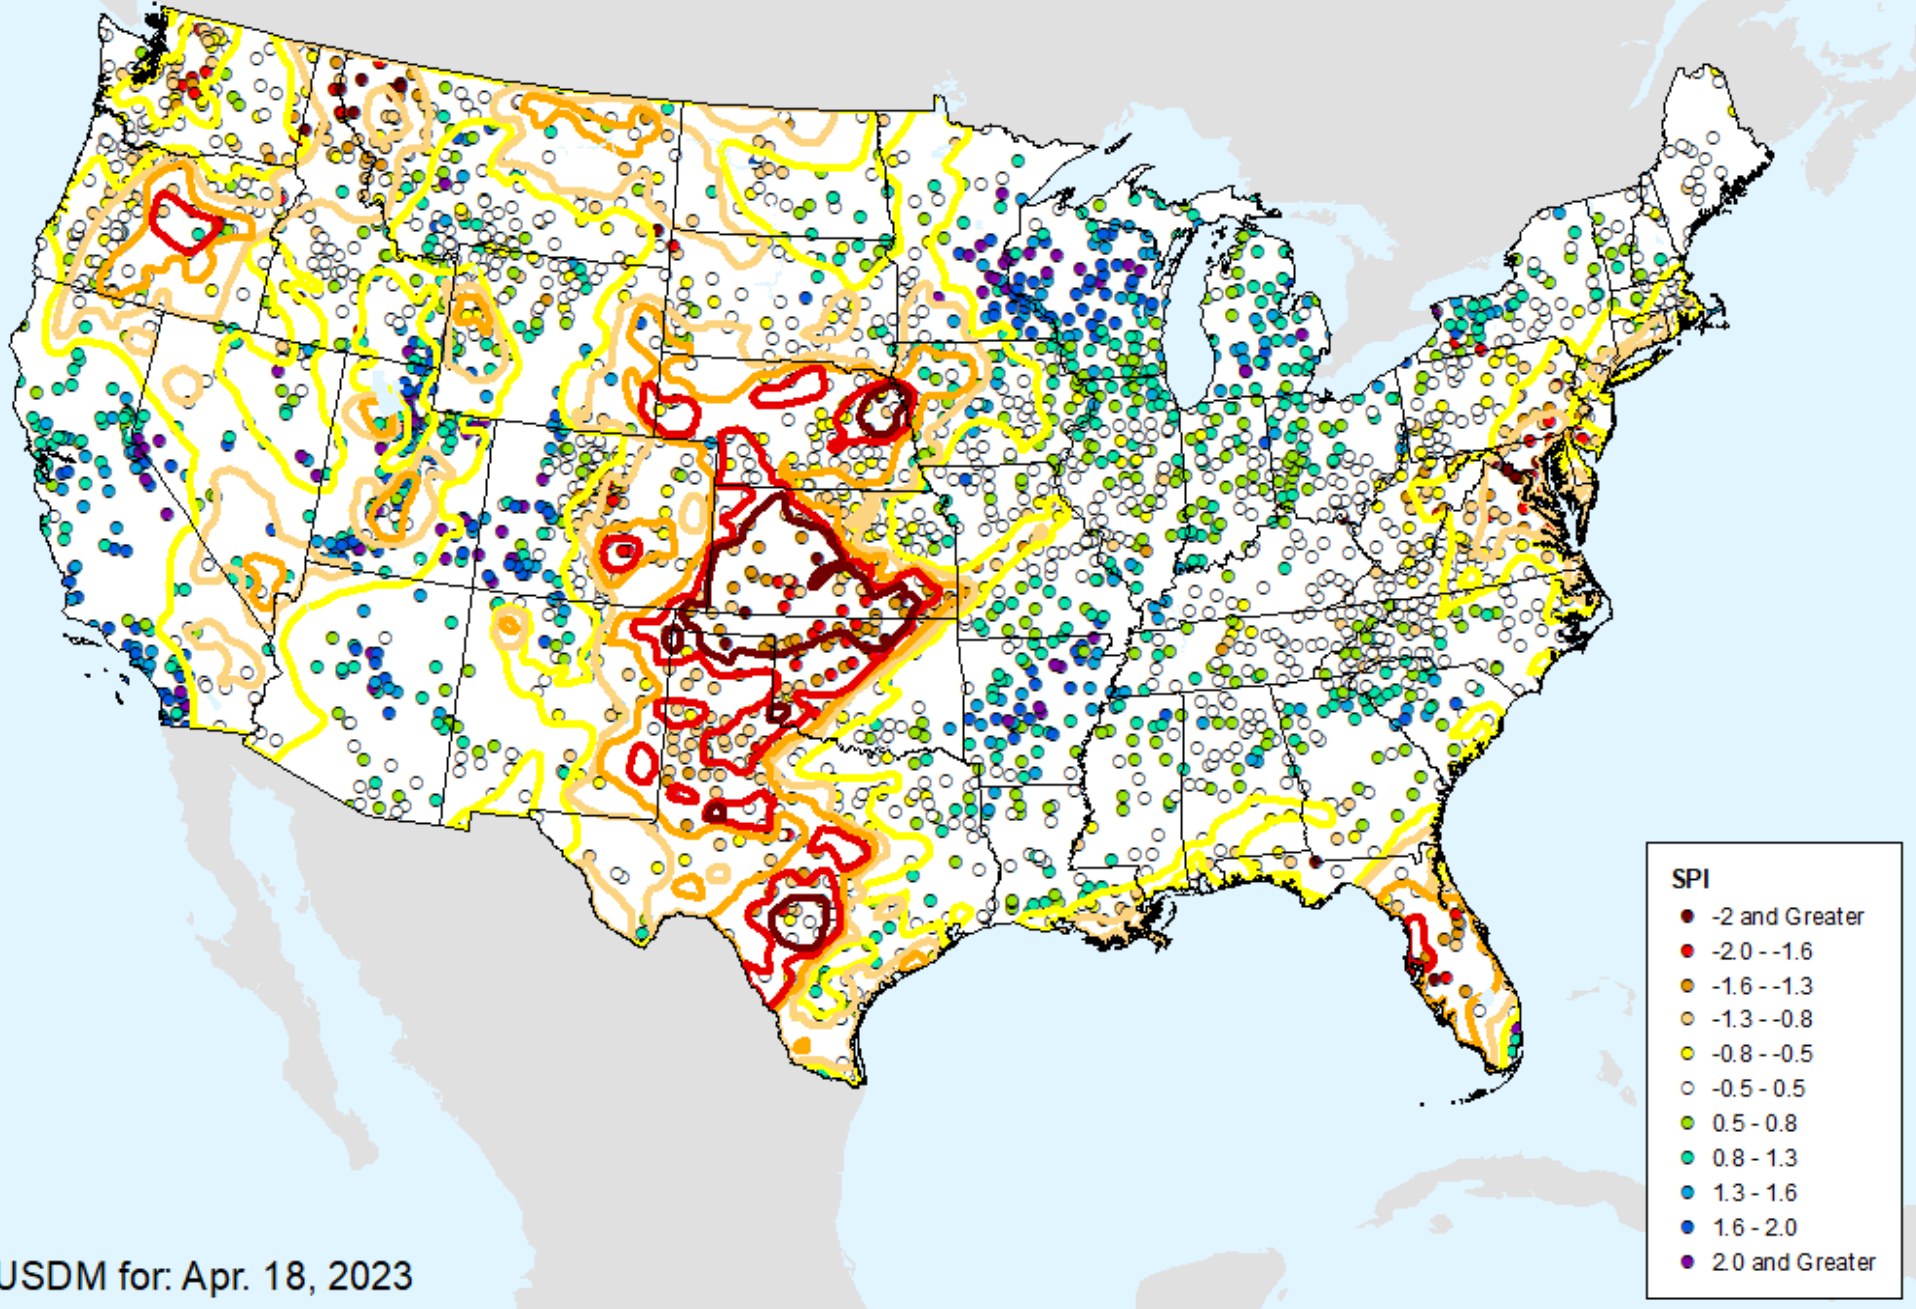 SPI
-2 and Greater
-2.0 - -1.6
-1.6 - -1.3
-1.3 - -0.8
-0.8 - -0.5
-0.5 - 0.5
0.5 - 0.8
0.8 - 1.3
1.3 - 1.6
1.6 - 2.0
2.0 and Greater
USDM for: Apr. 18, 2023